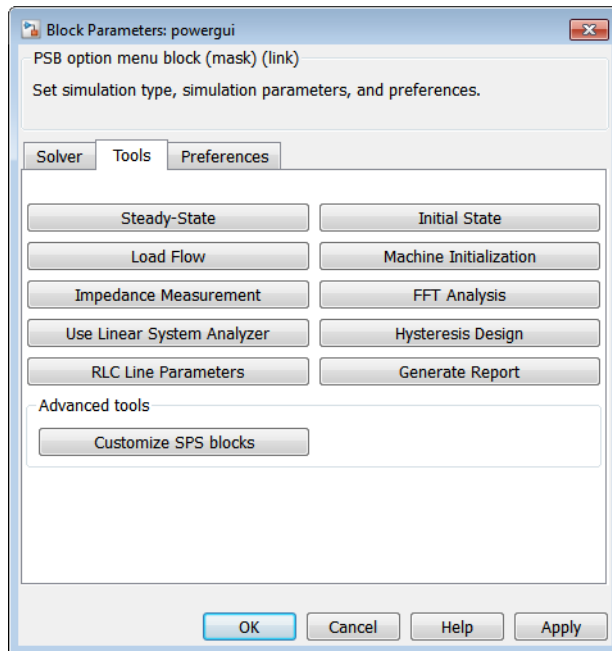 Block Parameters: powergui
PSB option menu block (mask) (link)
Set simulation type, simulation parameters, and preferences.
Solver Tools Preferences
Steady-State Initial State
Load Flow Machine Initialization
Impedance Measurement FFT Analysis
Use Linear System Analyzer Hysteresis Design
RLC Line Parameters Generate Report
Advanced tools
Customize SPS blocks
OK Cancel Help Apply